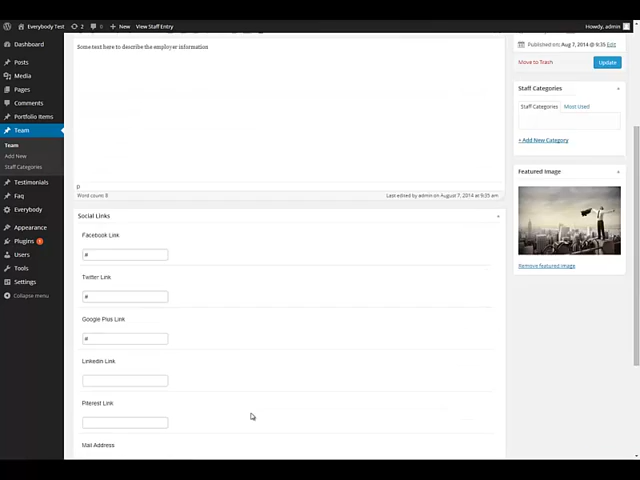 Everybody Test 2 0 + New View Staff Entry Howdy, admin
Dashboard
Posts
Media
Pages
Comments
Portfolio Items
Team
Team
Add New
Staff Categories
Testimonials
Faq
Everybody
Appearance
Plugins 1
Users
Tools
Settings
Collapse menu
Some text here to describe the employer information
p
Word count: 8 Last edited by admin on August 7, 2014 at 9:35 am
Social Links
Facebook Link
#
Twitter Link
#
Google Plus Link
#
Linkedin Link
Piterest Link
Mail Address
Published on: Aug 7, 2014 @ 9:35 Edit
Move to Trash Update
Staff Categories
Staff Categories Most Used
+ Add New Category
Featured Image
Remove featured image